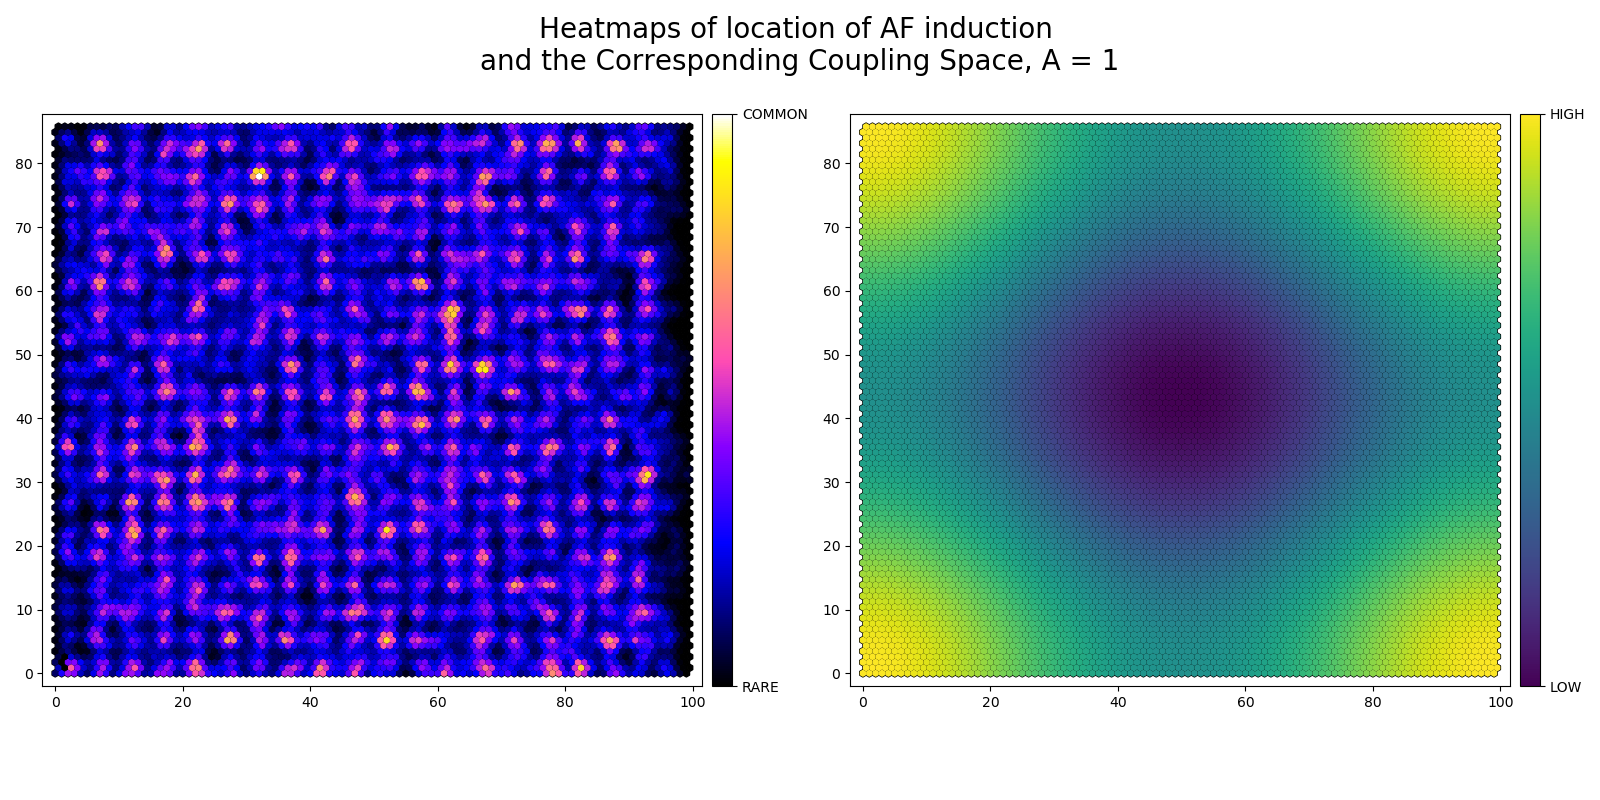 Heatmaps of location of AF induction
and the Corresponding Coupling Space, A = 1
COMMON
HIGH
80
70
60
50
40
30
20
10
0
80
70
60
50
40
30
20
10
0
RARE
LOW
0 20 40 60 80 100
0 20 40 60 80 100